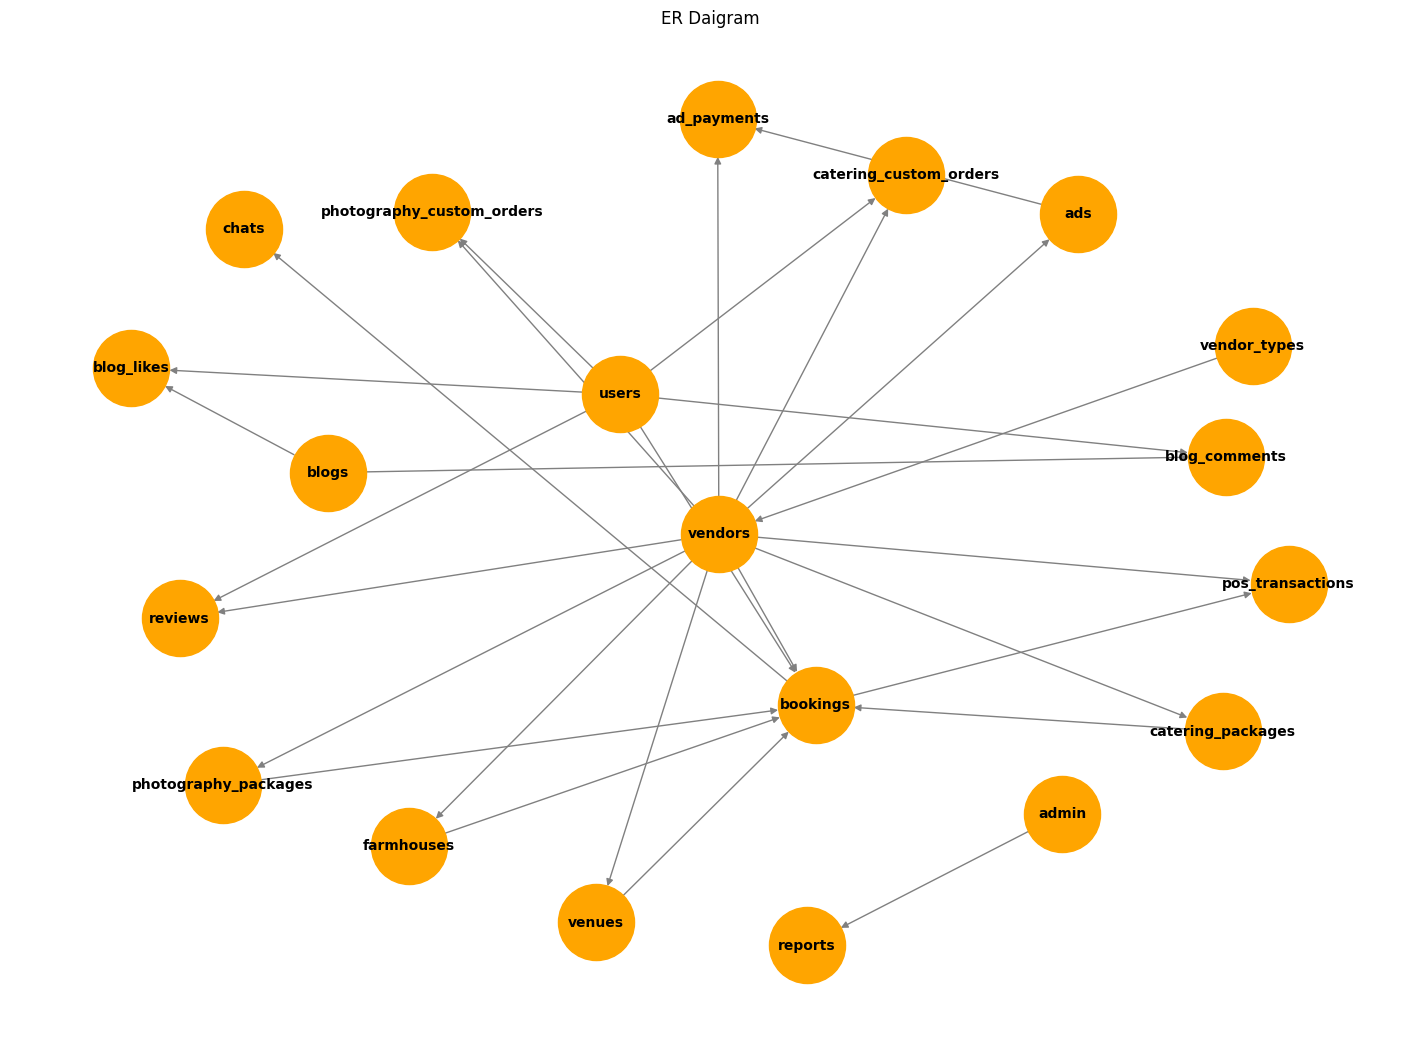 ER Daigram
ad_payments
catering_custom_orders
photography_custom_orders
ads
chats
vendor_types
blog_likes
users
blog_comments
blogs
vendors
pos_transactions
reviews
bookings
catering_packages
photography_packages
admin
farmhouses
venues
reports